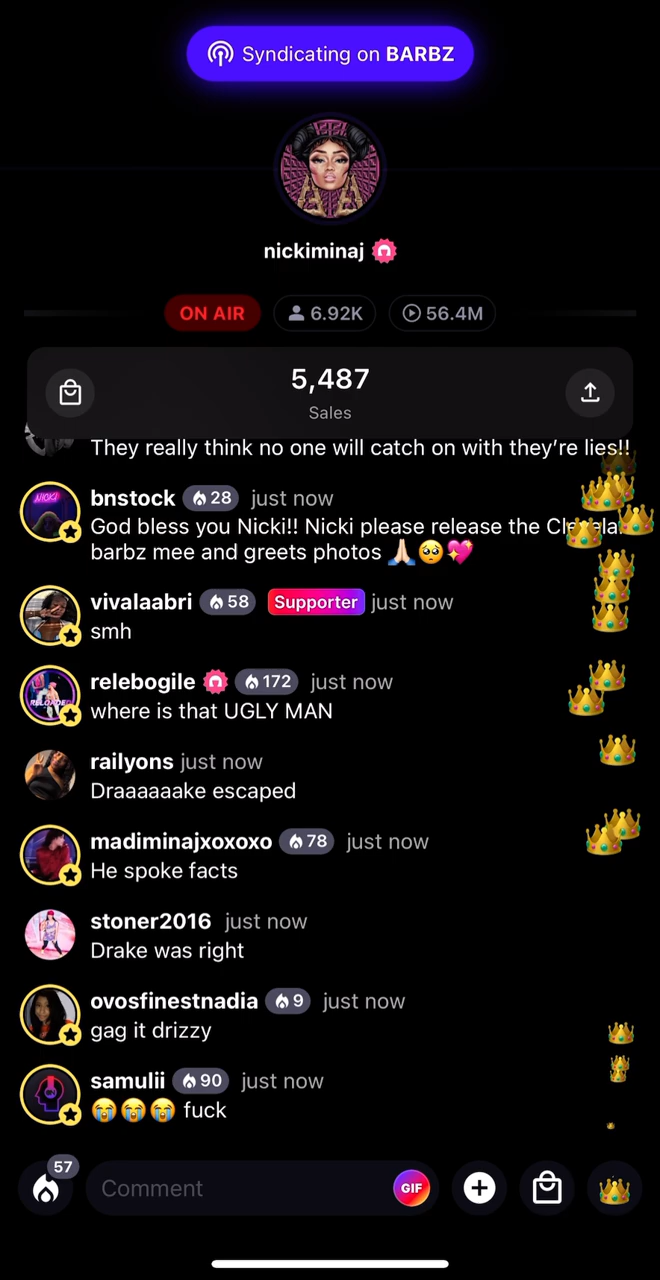 Syndicating on BARBZ
nickiminaj
ON AIR 6.92K 56.4M
5,487
Sales
They really think no one will catch on with they're lies!!
bnstock 28 just now
God bless you Nicki!! Nicki please release the
barbz mee and greets photos 🙏🏻🥺💖
vivalaabri 58 Supporter just now
smh
relebogile 172 just now
where is that UGLY MAN
RELOADED
railyons just now
Draaaaaake escaped
madiminajxoxoxo 78 just now
He spoke facts
stoner2016 just now
Drake was right
ovosfinestnadia 9 just now
gag it drizzy
samulii 90 just now
😭😭😭 fuck
57
Comment GIF